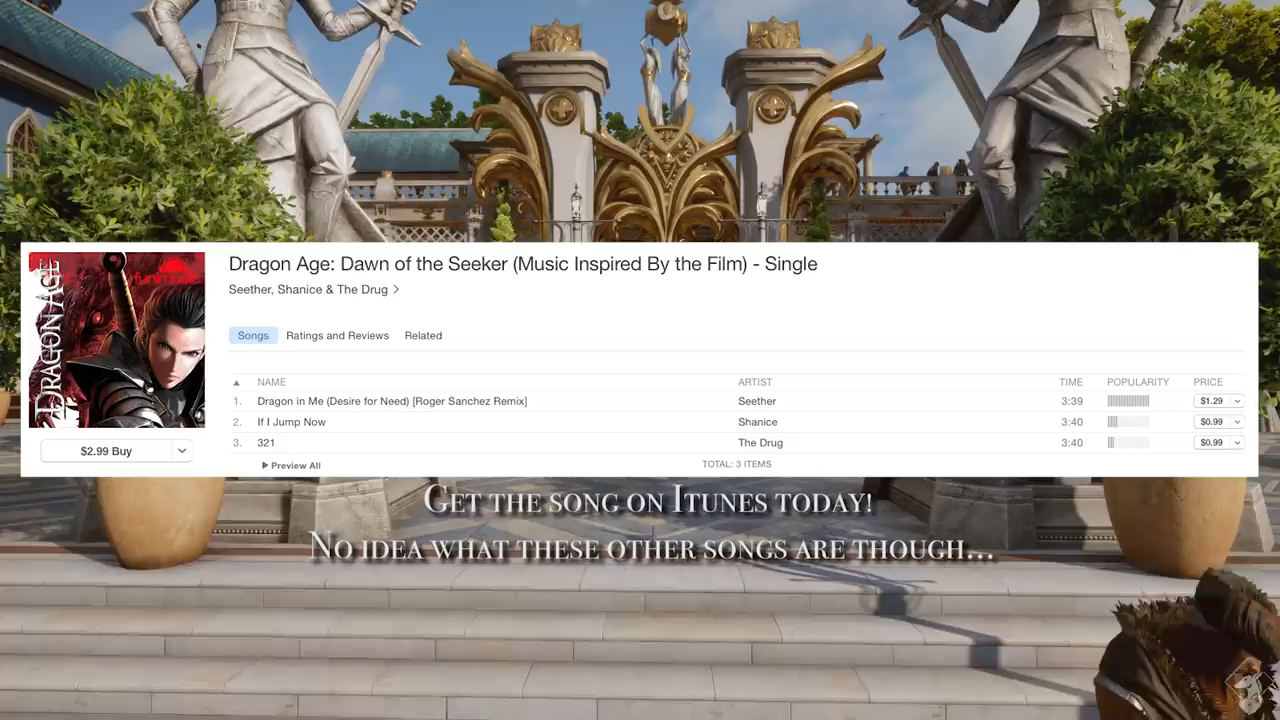 Dragon Age: Dawn of the Seeker (Music Inspired By the Film) - Single
Seether, Shanice & The Drug >
funimation
DRAGON AGE
Songs Ratings and Reviews Related
NAME ARTIST TIME POPULARITY PRICE
1. Dragon in Me (Desire for Need) [Roger Sanchez Remix] Seether 3:39 $1.29
2. If I Jump Now Shanice 3:40 $0.99
3. 321 The Drug 3:40 $0.99
$2.99 Buy
Preview All TOTAL: 3 ITEMS
Get the song on Itunes today!
No idea what these other songs are though...